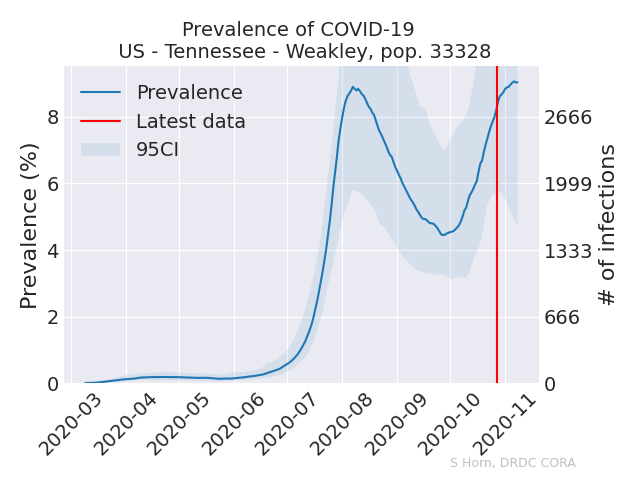 Prevalence of COVID-19
US - Tennessee - Weakley, pop. 33328
Prevalence
Latest data
95CI
Prevalence (%)
8
6
4
2
0
2666
1999
1333
666
0
# of infections
2020-03
2020-04
2020-05
2020-06
2020-07
2020-08
2020-09
2020-10
2020-11
S Horn, DRDC CORA